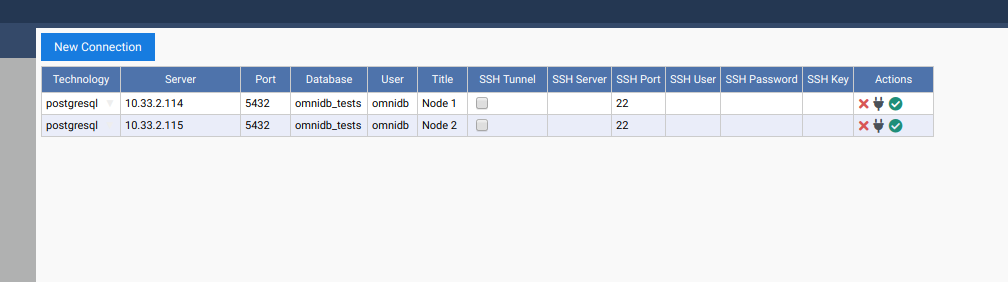 New Connection
Technology Server Port Database User Title SSH Tunnel SSH Server SSH Port SSH User SSH Password SSH Key Actions
postgresql 10.33.2.114 5432 omnidb_tests omnidb Node 1 22
postgresql 10.33.2.115 5432 omnidb_tests omnidb Node 2 22